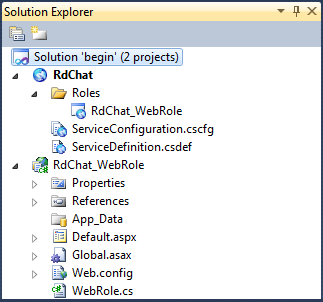 Solution Explorer
Solution 'begin' (2 projects)
RdChat
Roles
RdChat_WebRole
ServiceConfiguration.cscfg
ServiceDefinition.csdef
RdChat_WebRole
Properties
References
App_Data
Default.aspx
Global.asax
Web.config
WebRole.cs